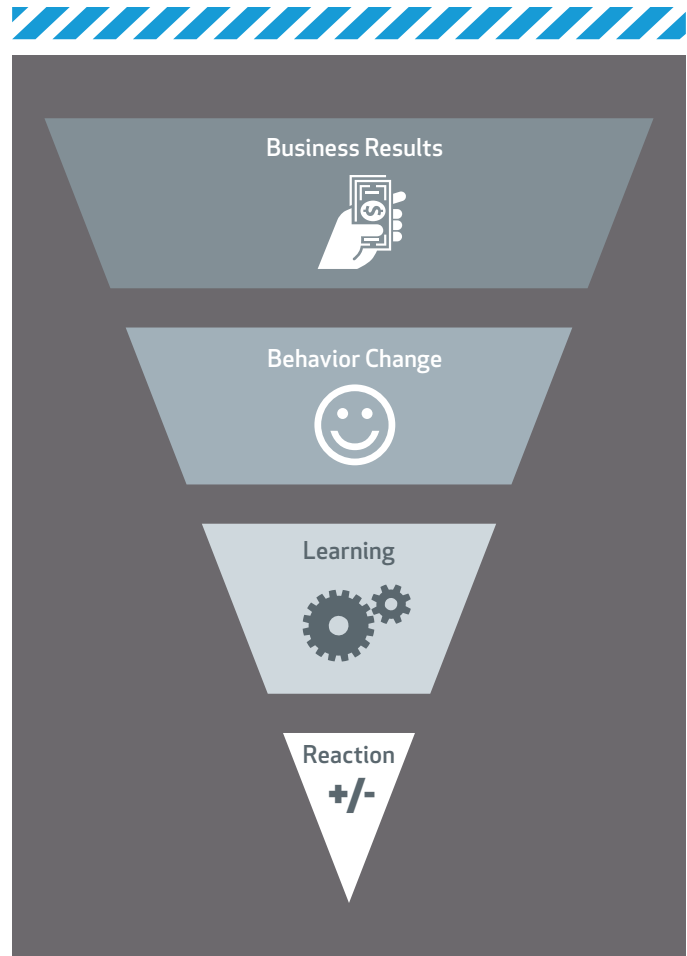 Business Results
$
Behavior Change
Learning
Reaction
+/-